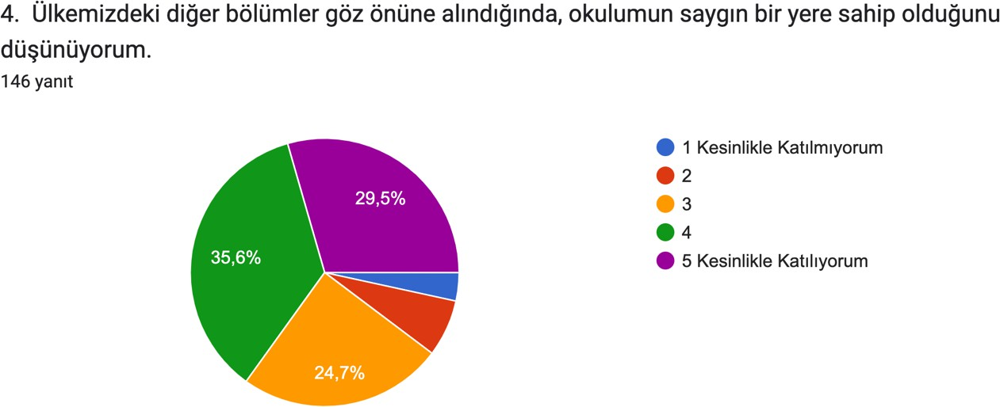 4. Ülkemizdeki diğer bölümler göz önüne alındığında, okulumun saygın bir yere sahip olduğunu
düşünüyorum.
146 yanıt
29,5%
35,6%
24,7%
1 Kesinlikle Katılmıyorum
2
3
4
5 Kesinlikle Katılıyorum